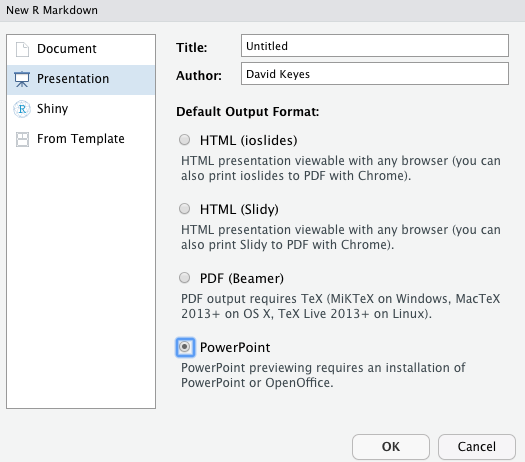 New R Markdown
Document
Presentation
R Shiny
From Template
Title: Untitled
Author: David Keyes
Default Output Format:
HTML (ioslides)
HTML presentation viewable with any browser (you can
also print ioslides to PDF with Chrome).
HTML (Slidy)
HTML presentation viewable with any browser (you can
also print Slidy to PDF with Chrome).
PDF (Beamer)
PDF output requires TeX (MiKTeX on Windows, MacTeX
2013+ on OS X, TeX Live 2013+ on Linux).
PowerPoint
PowerPoint previewing requires an installation of
PowerPoint or OpenOffice.
OK Cancel